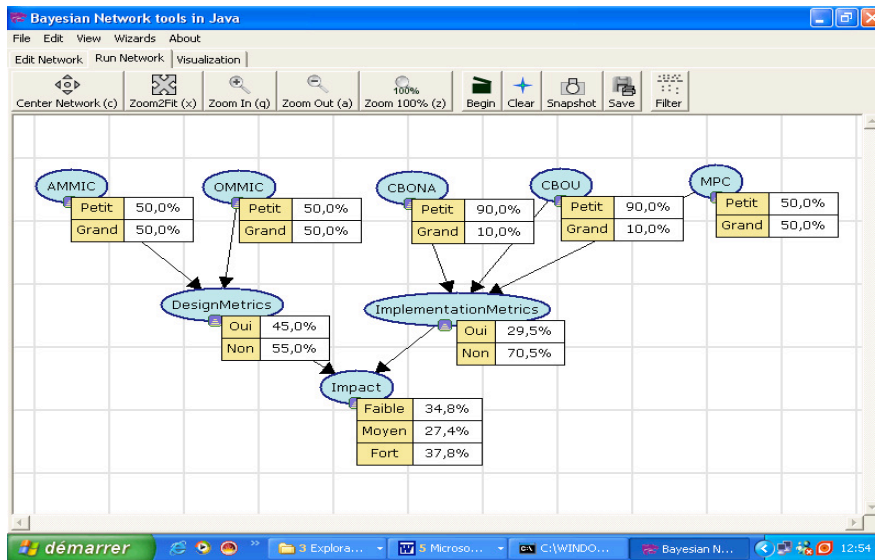 Bayesian Network tools in Java
File Edit View Wizards About
Edit Network Run Network Visualization
Center Network (c) Zoom2Fit (x) Zoom In (q) Zoom Out (a) 100% Zoom 100% (z) Begin Clear Snapshot Save Filter
AMMIC OMMIC CBONA CBOU MPC
Petit 50,0% Petit 50,0% Petit 90,0% Petit 90,0% Petit 50,0%
Grand 50,0% Grand 50,0% Grand 10,0% Grand 10,0% Grand 50,0%
DesignMetrics ImplementationMetrics
Oui 45,0% Oui 29,5%
Non 55,0% Non 70,5%
Impact
Faible 34,8%
Moyen 27,4%
Fort 37,8%
démarrer » 3 Explora... 5 Microso... C:\WINDO... Bayesian N... 12:54